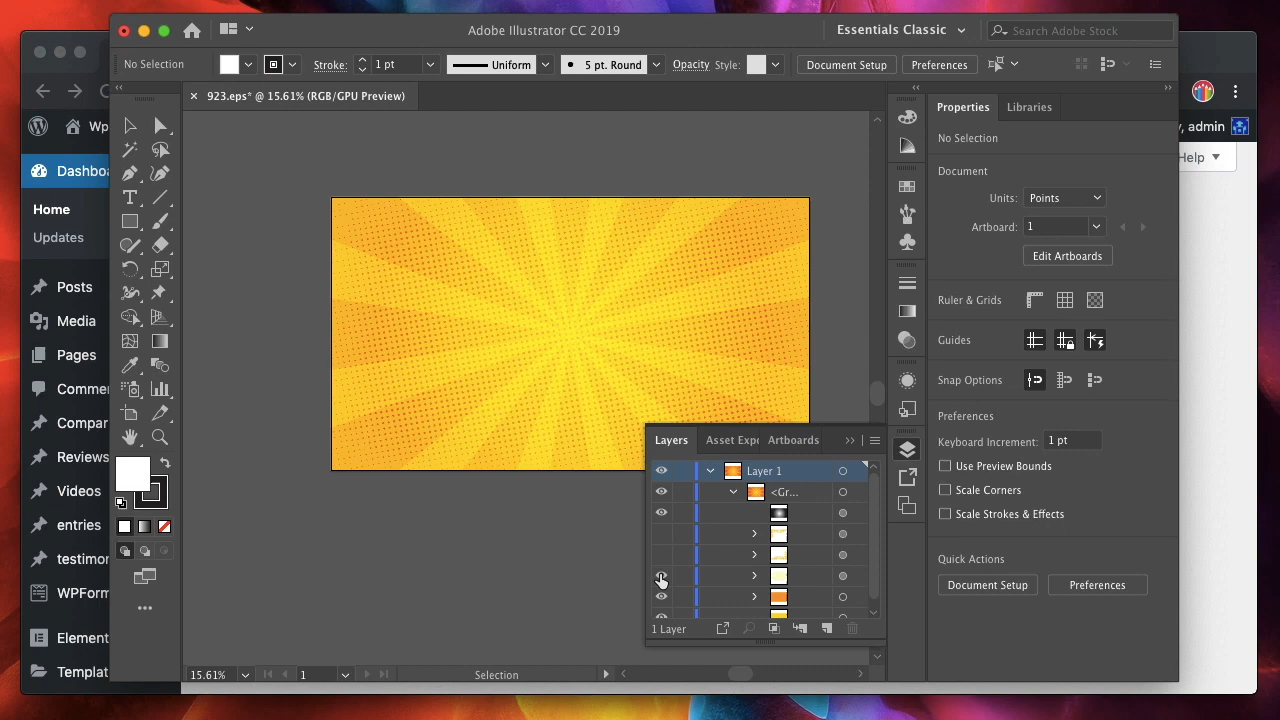 Adobe Illustrator CC 2019
Essentials Classic
Search Adobe Stock
No Selection
Stroke:
1 pt
Uniform
5 pt. Round
Opacity
Style:
Document Setup
Preferences
923.eps* @ 15.61% (RGB/GPU Preview)
Properties
Libraries
No Selection
Document
Units:
Points
Artboard:
1
Edit Artboards
Ruler & Grids
Guides
Snap Options
Preferences
Keyboard Increment:
1 pt
Use Preview Bounds
Scale Corners
Scale Strokes & Effects
Quick Actions
Document Setup
Preferences
Layers
Asset Expo
Artboards
Layer 1
<Gr...
1 Layer
15.61%
1
Selection
Wp
, admin
Help
Dashboa
Home
Updates
Posts
Media
Pages
Commer
Compar
Reviews
Videos
entries
testimor
WPForm
Element
Templat